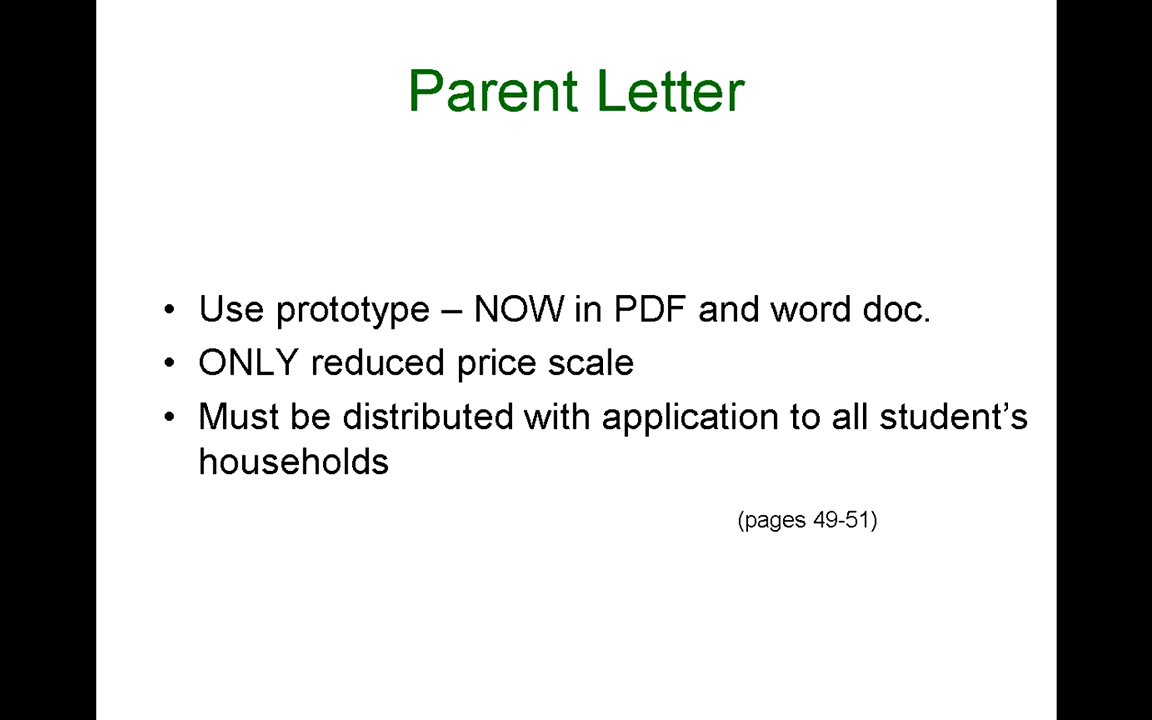 Parent Letter
• Use prototype – NOW in PDF and word doc.
• ONLY reduced price scale
• Must be distributed with application to all student’s
households
(pages 49-51)